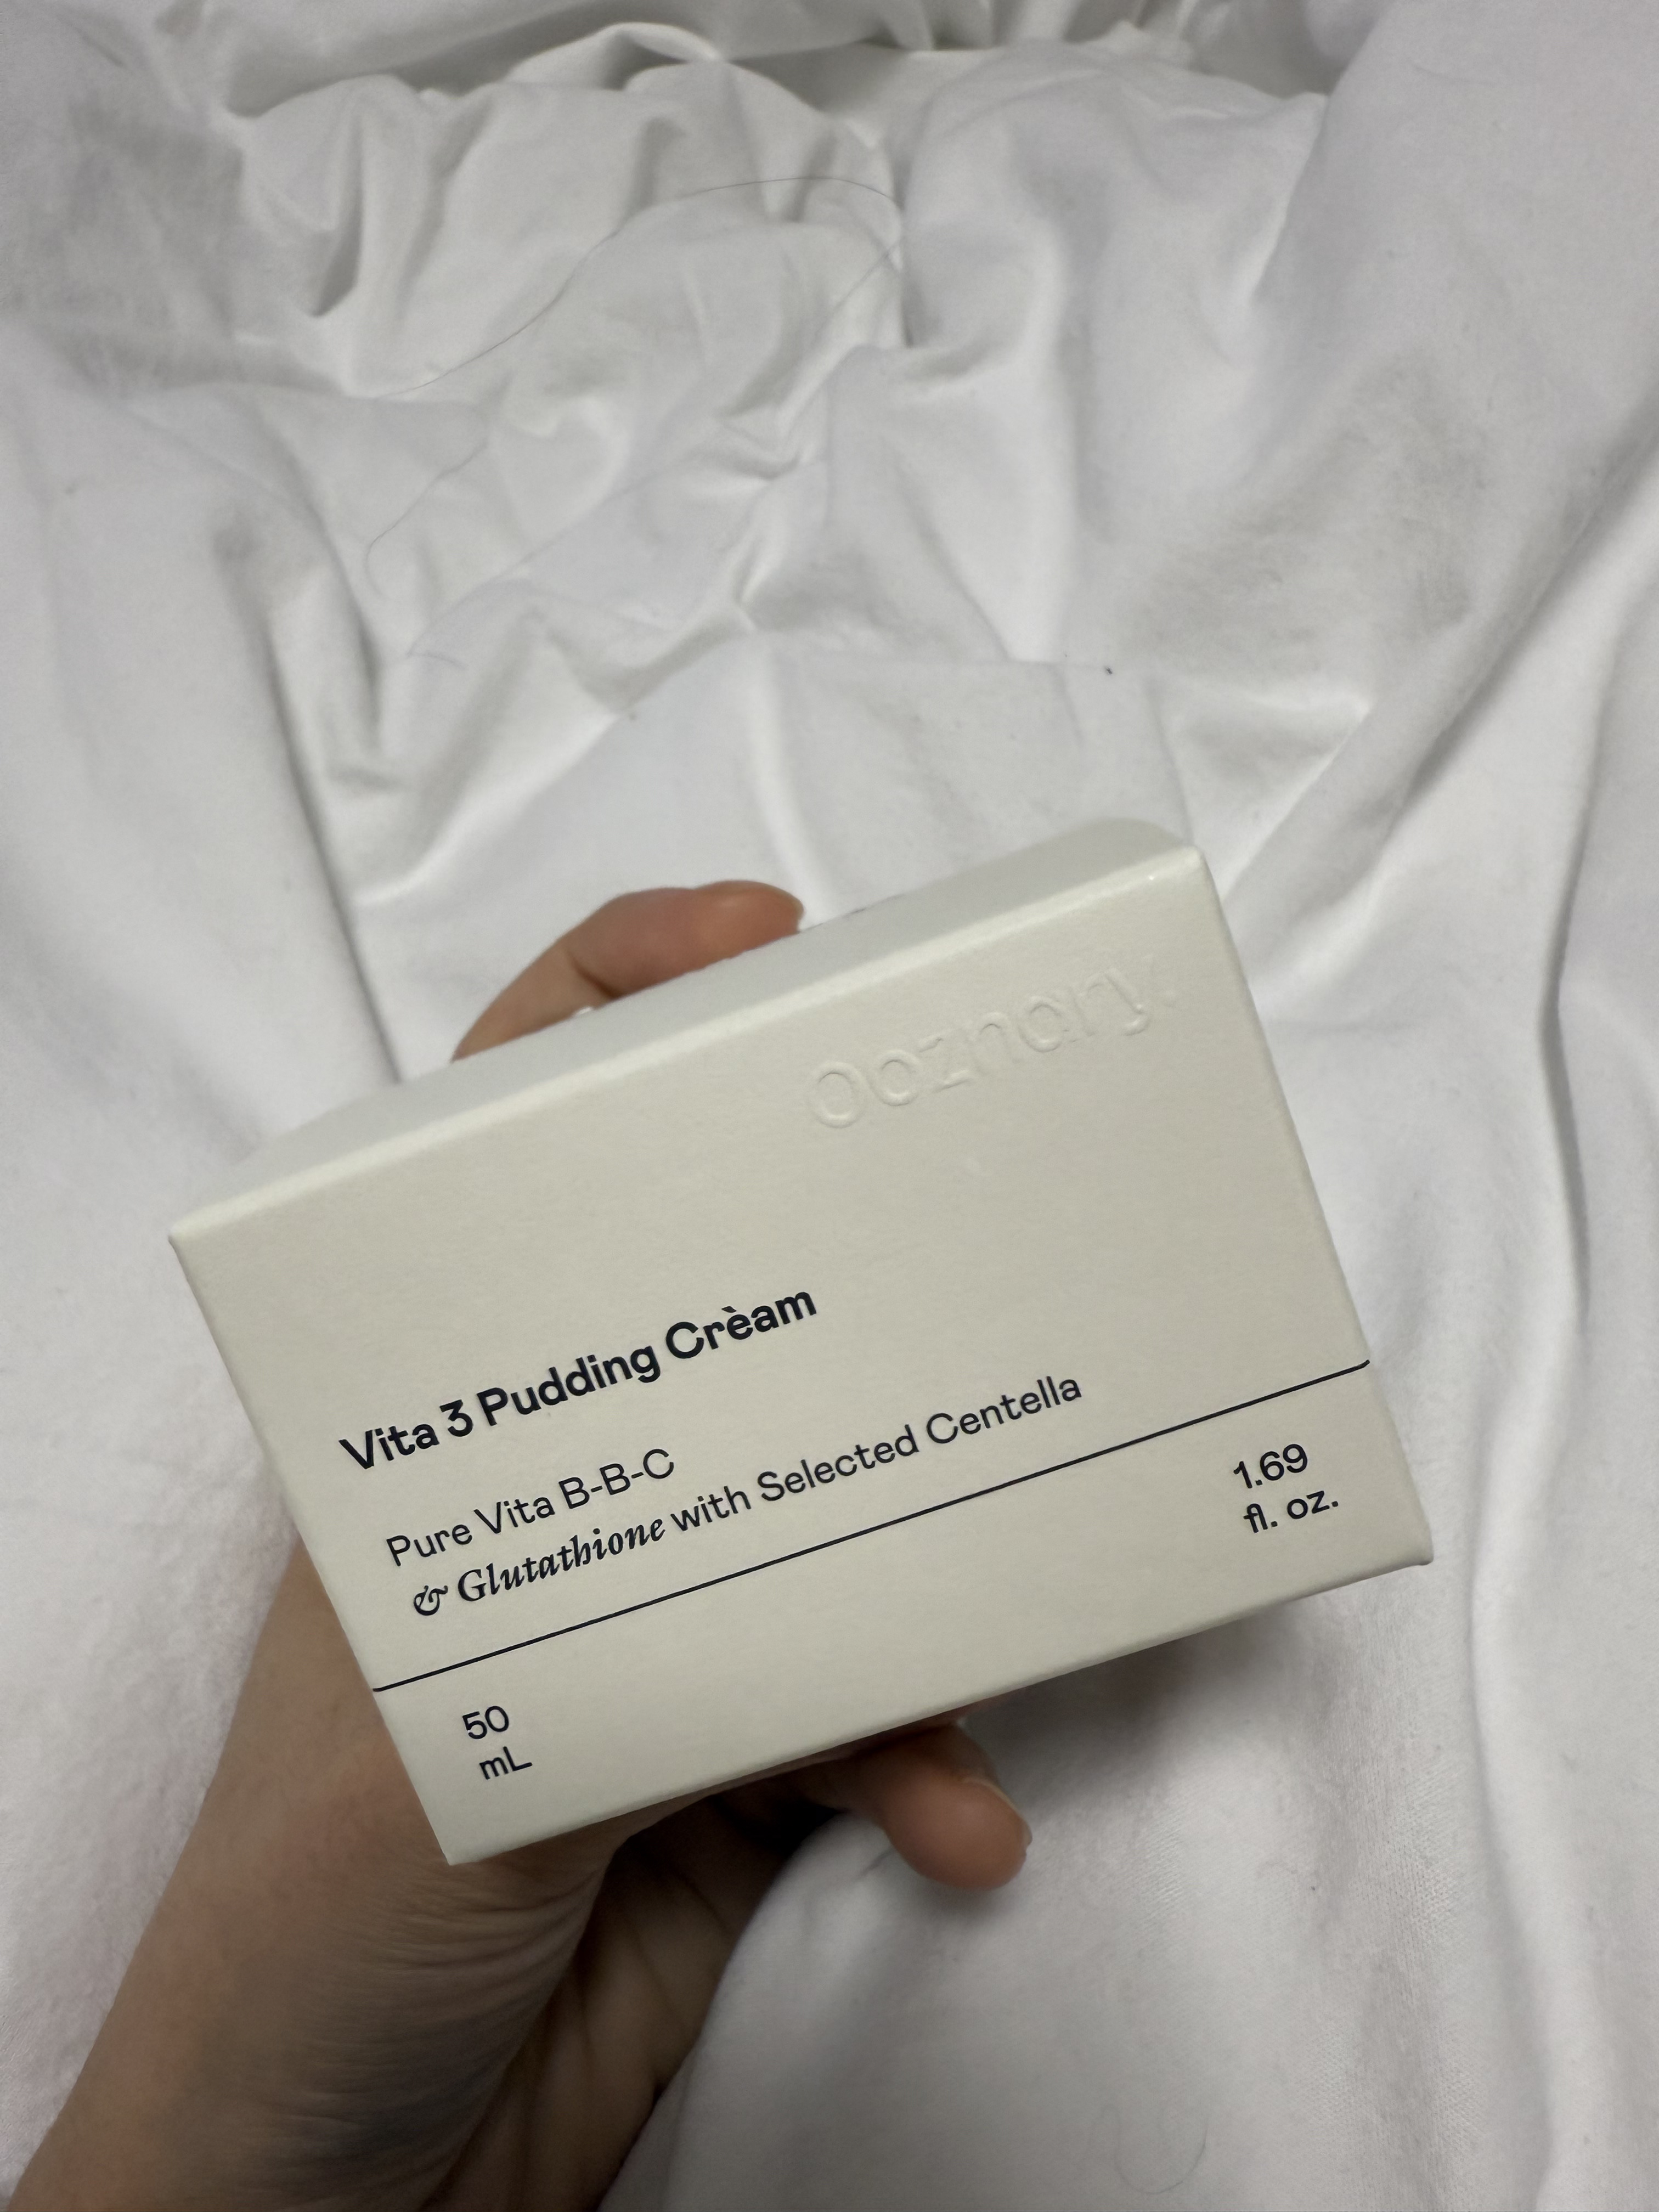 Ooznary.
Vita 3 Pudding Crèam
Pure Vita B-B-C
& Glutathione with Selected Centella
1.69
fl. oz.
50
mL